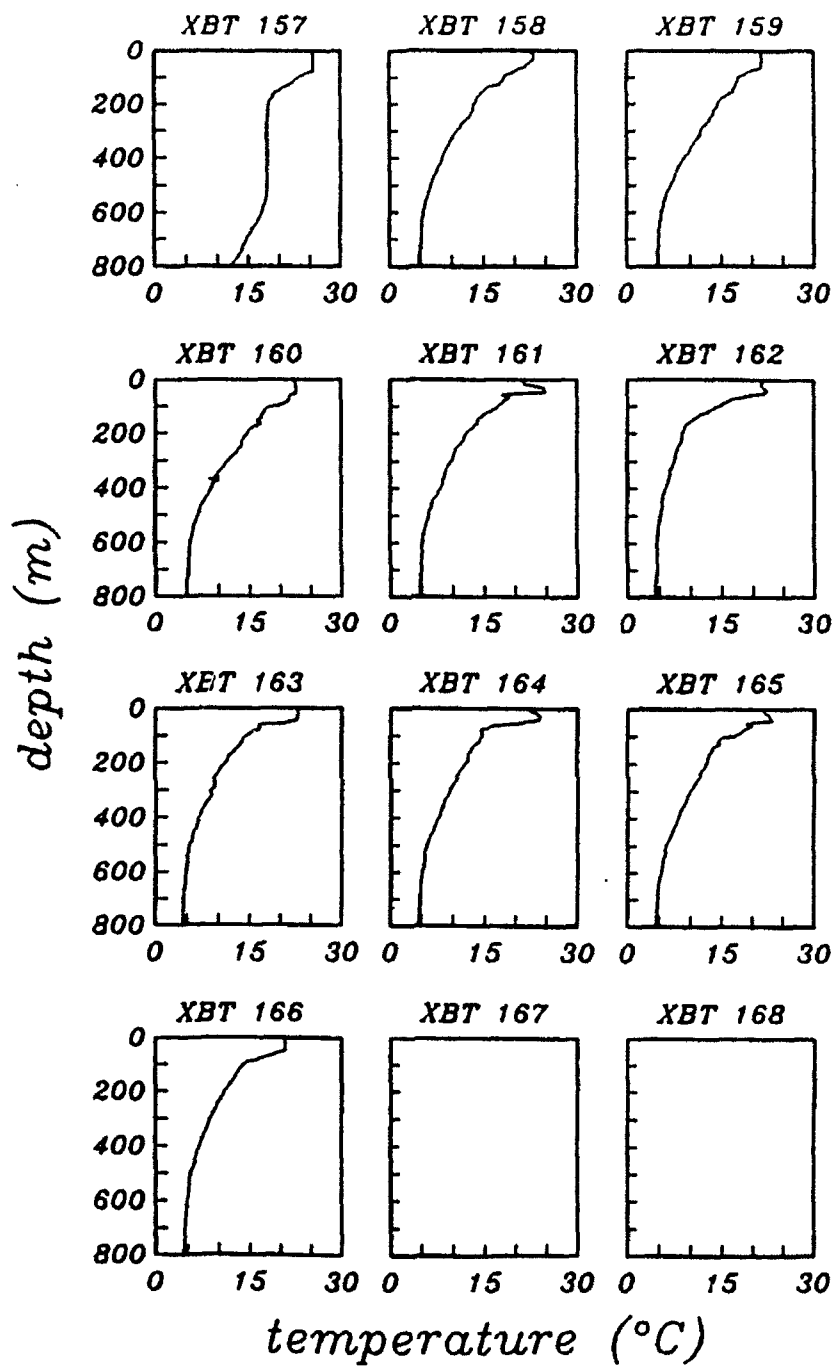 XBT 157 XBT 158 XBT 159
0
200
400
600
800
0 15 30 0 15 30 0 15 30
XBT 160 XBT 161 XBT 162
0
200
400
600
800
0 15 30 0 15 30 0 15 30
XBT 163 XBT 164 XBT 165
0
200
400
600
800
0 15 30 0 15 30 0 15 30
XBT 166 XBT 167 XBT 168
0
200
400
600
800
0 15 30 0 15 30 0 15 30
depth (m)
temperature (°C)